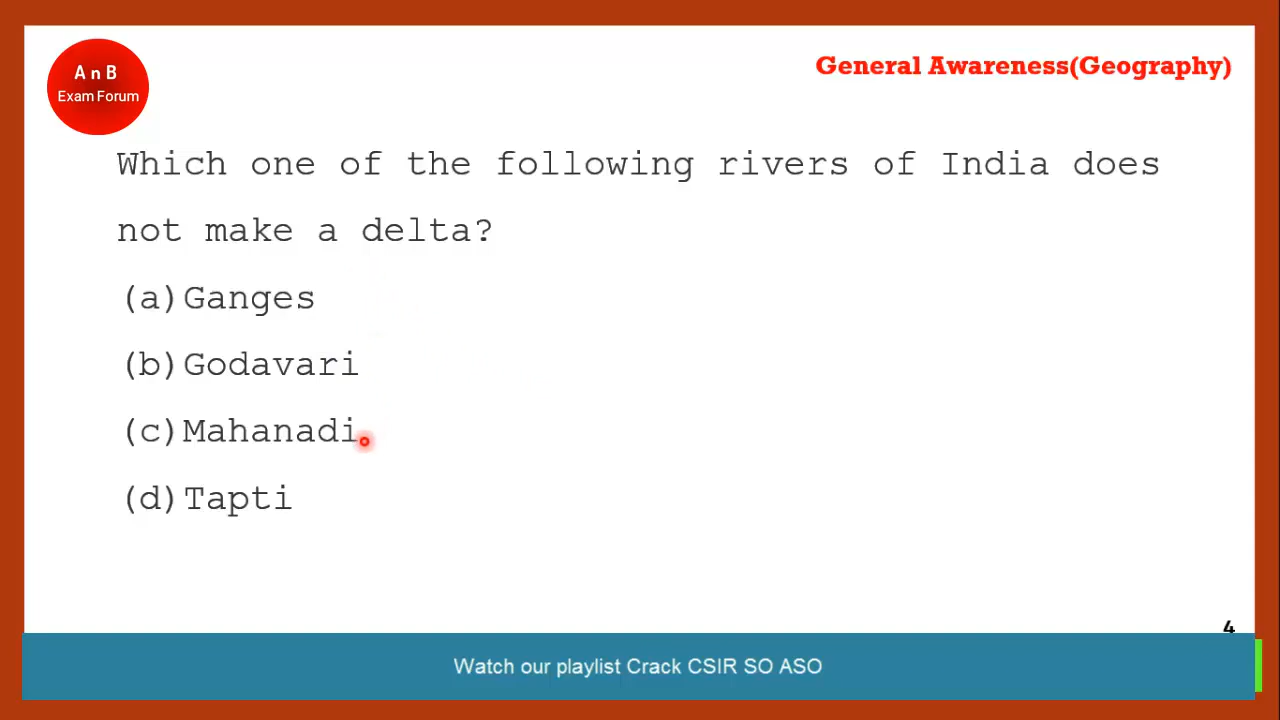 A n B
Exam Forum
General Awareness(Geography)
Which one of the following rivers of India does
not make a delta?
(a)Ganges
(b)Godavari
(c)Mahanadi
(d)Tapti
4
Watch our playlist Crack CSIR SO ASO